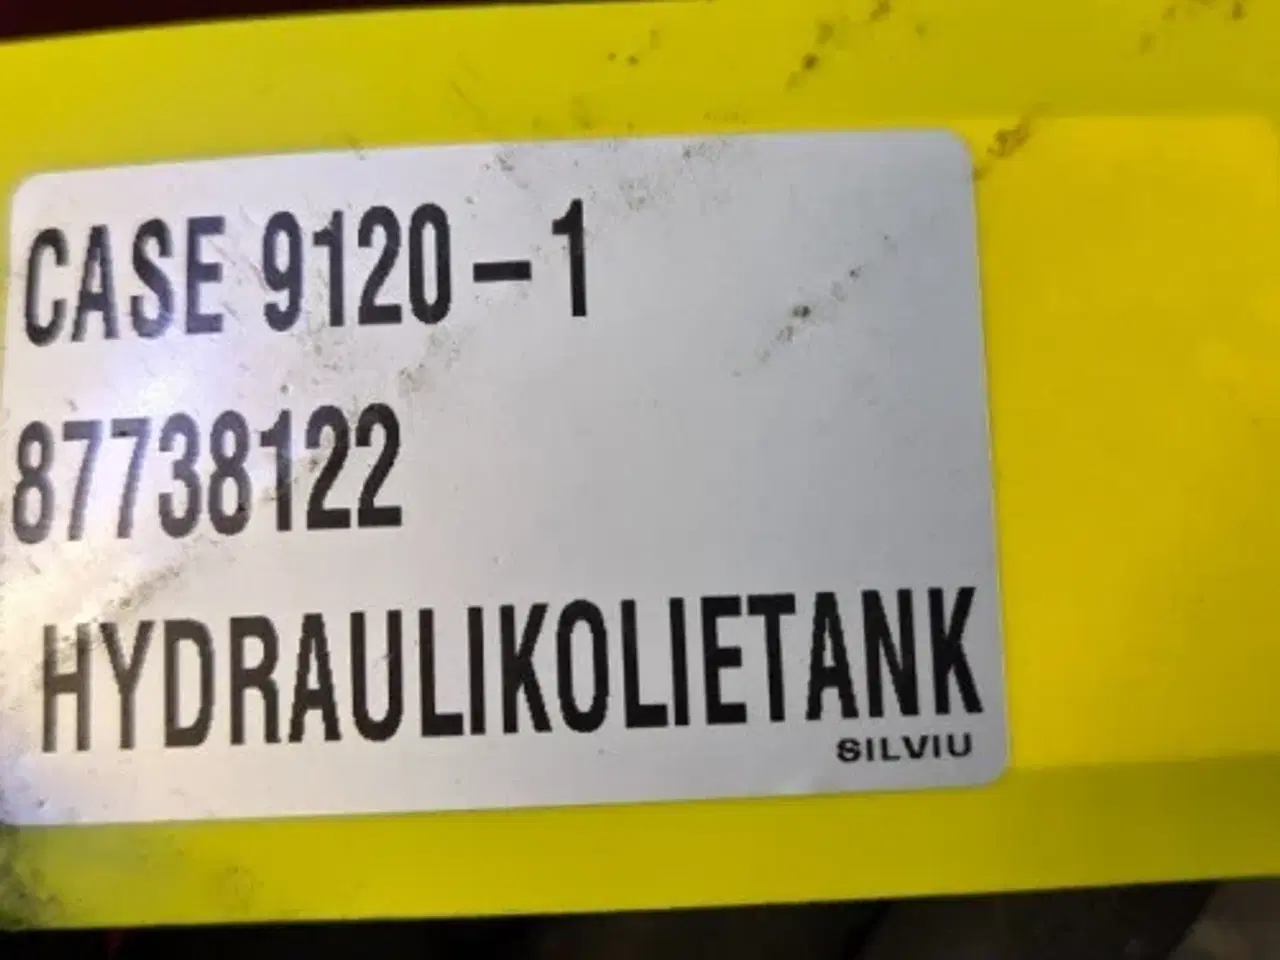 CASE 9120-1
87738122
HYDRAULIKOLIETANK
SILVIU